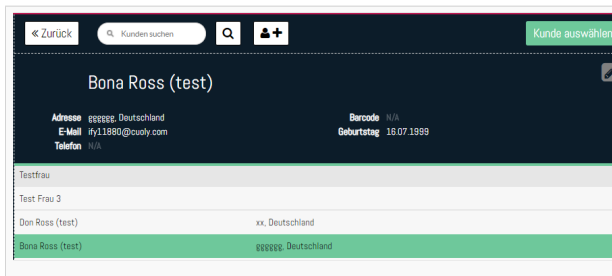 « Zurück Kunden suchen Kunde auswählen
Bona Ross (test)
Adresse gggggg, Deutschland Barcode N/A
E-Mail ify11880@cuoly.com Geburtstag 16.07.1999
Telefon N/A
Testfrau
Test Frau 3
Don Ross (test) xx, Deutschland
Bona Ross (test) gggggg, Deutschland